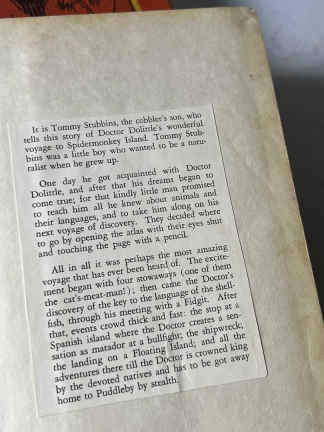 It is Tommy Stubbins, the cobbler's son, who
tells this story of Doctor Dolittle's wonderful
voyage to Spidermonkey Island. Tommy Stub-
bins was a little boy who wanted to be a natu-
ralist when he grew up.
One day he got acquainted with Doctor
Dolittle, and after that his dreams began to
come true; for that kindly little man promised
to teach him all he knew about animals and
their languages, and to take him along on his
next voyage of discovery. They decided where
to go by opening the atlas with their eyes shut
and touching the page with a pencil.
All in all it was perhaps the most amazing
voyage that has ever been heard of. The excite-
ment began with four stowaways (one of them
the cat's-meat-man!); then came the Doctor's
discovery of the key to the language of the shell-
fish, through his meeting with a Fidgit. After
that, events crowd thick and fast: the stop at a
Spanish island where the Doctor creates a sen-
sation as matador at a bullfight; the shipwreck;
the landing on a Floating Island; and all the
adventures there till the Doctor is crowned king
by the devoted natives and has to be got away
home to Puddleby by stealth.